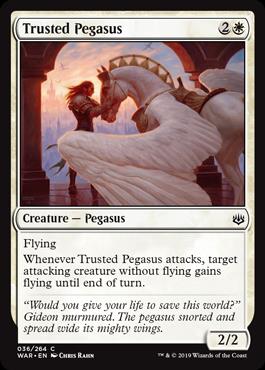 Trusted Pegasus 2
Creature — Pegasus
Flying
Whenever Trusted Pegasus attacks, target
attacking creature without flying gains
flying until end of turn.
“Would you give your life to save this world?”
Gideon murmured. The pegasus snorted and
spread wide its mighty wings.
2/2
036/264 C
WAR • EN Chris Rahn
™ & © 2019 Wizards of the Coast